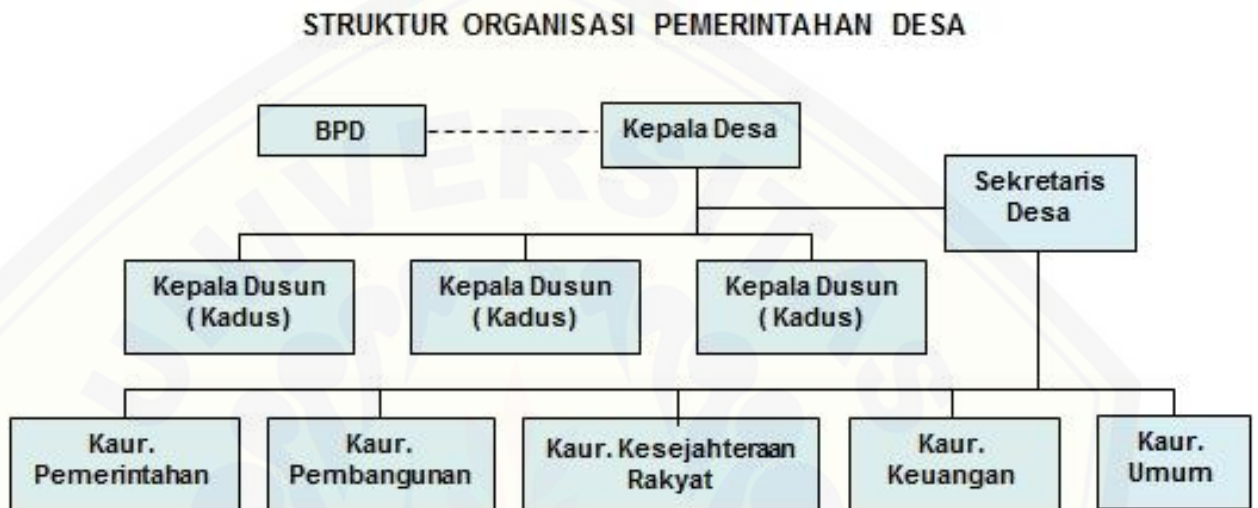 STRUKTUR ORGANISASI PEMERINTAHAN DESA
BPD
Kepala Desa
Sekretaris
Desa
Kepala Dusun
( Kadus)
Kepala Dusun
( Kadus)
Kepala Dusun
( Kadus)
Kaur.
Pemerintahan
Kaur.
Pembangunan
Kaur. Kesejahteraan
Rakyat
Kaur.
Keuangan
Kaur.
Umum
UNIVERSITAS